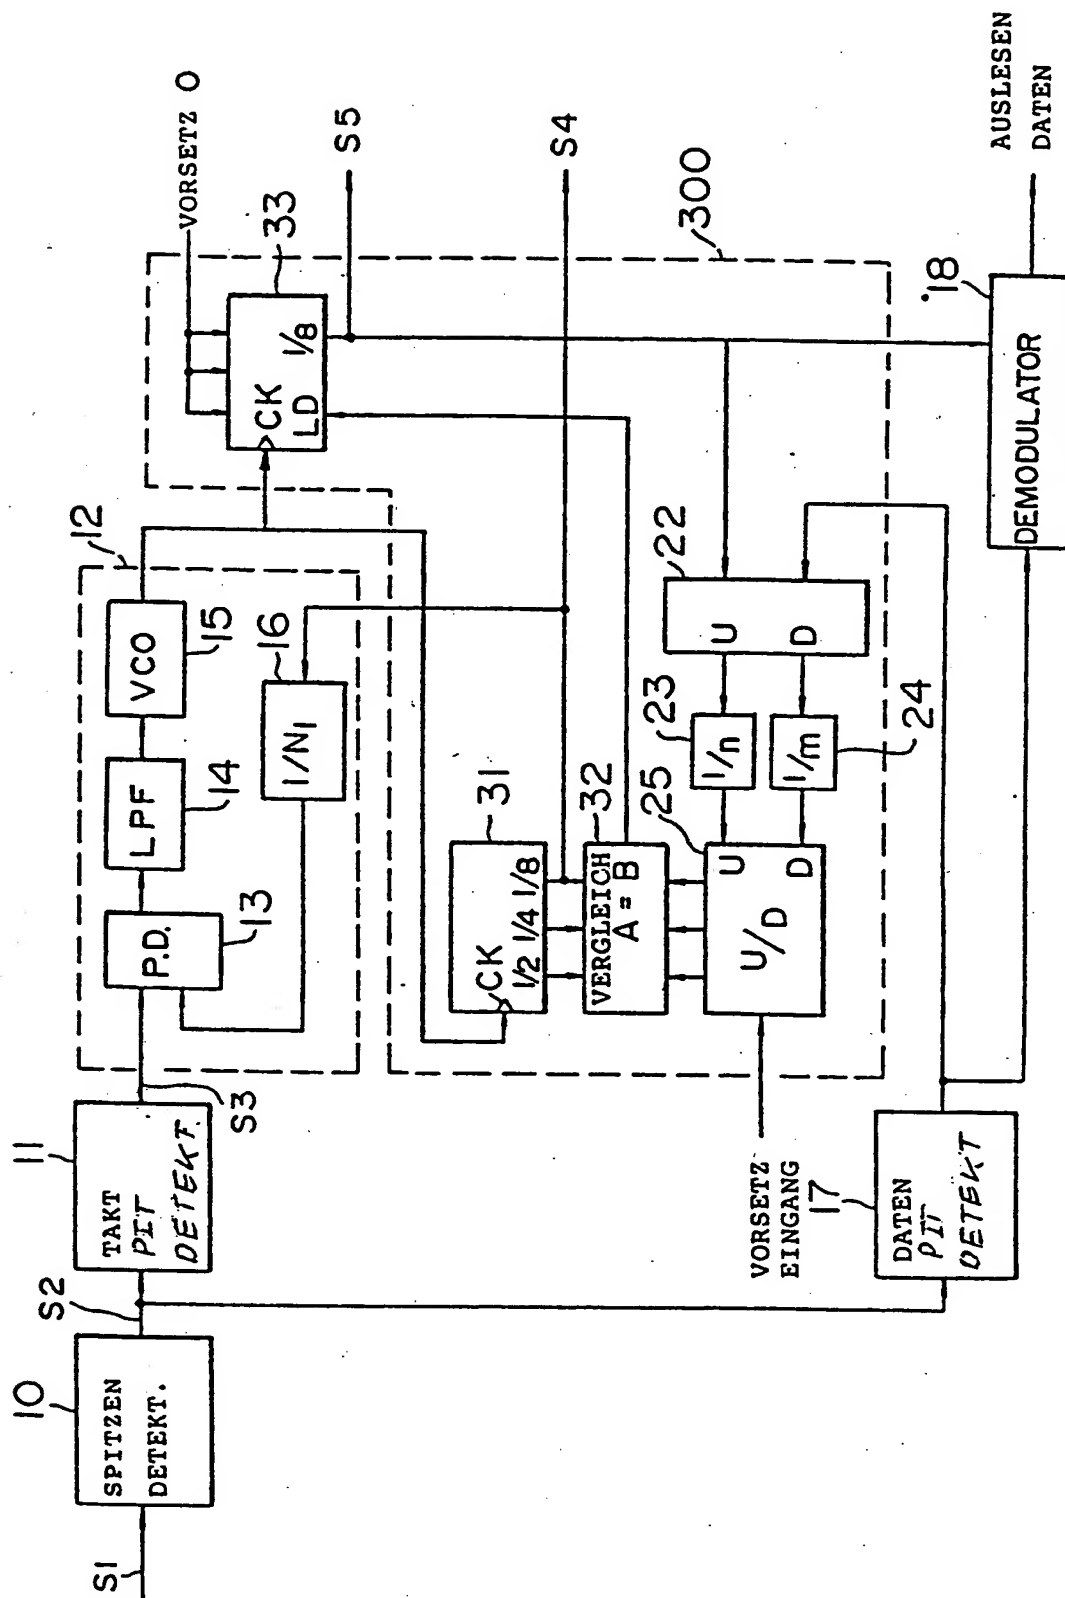 S1
10
SPITZEN
DETEKT.
S2
11
TAKT
PIT
DETEKT.
S3
12
P.D.
13
LPF
14
VCO
15
1/N1
16
VORSETZ 0
33
CK
LD
1/8
S5
S4
300
31
CK
1/2 1/4 1/8
32
VERGLEICH
A = B
25
U
U/D
D
23
1/n
1/m
24
22
U
D
VORSETZ
EINGANG
17
DATEN
PIT
DETEKT
18
DEMODULATOR
AUSLESEN
DATEN